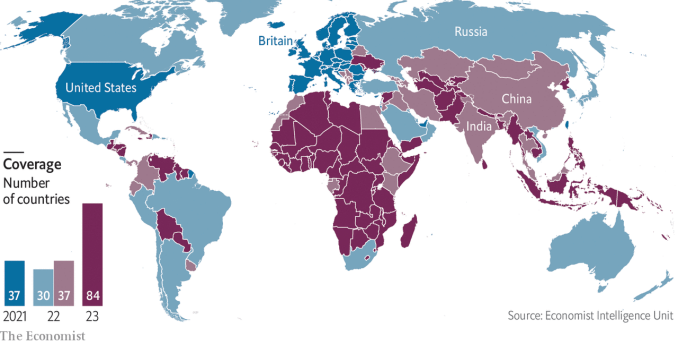 Russia
Britain
United States
China
India
Coverage
Number
of countries
37 30 37 84
2021 22 23
Source: Economist Intelligence Unit
The Economist